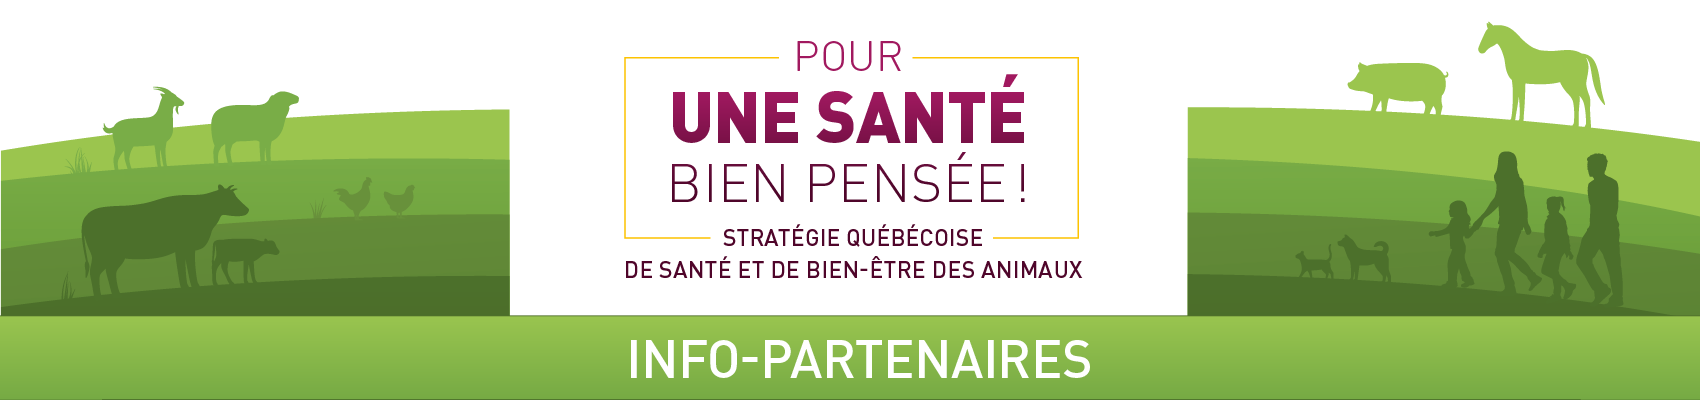 POUR
UNE SANTÉ
BIEN PENSÉE !
STRATÉGIE QUÉBÉCOISE
DE SANTÉ ET DE BIEN-ÊTRE DES ANIMAUX
INFO-PARTENAIRES